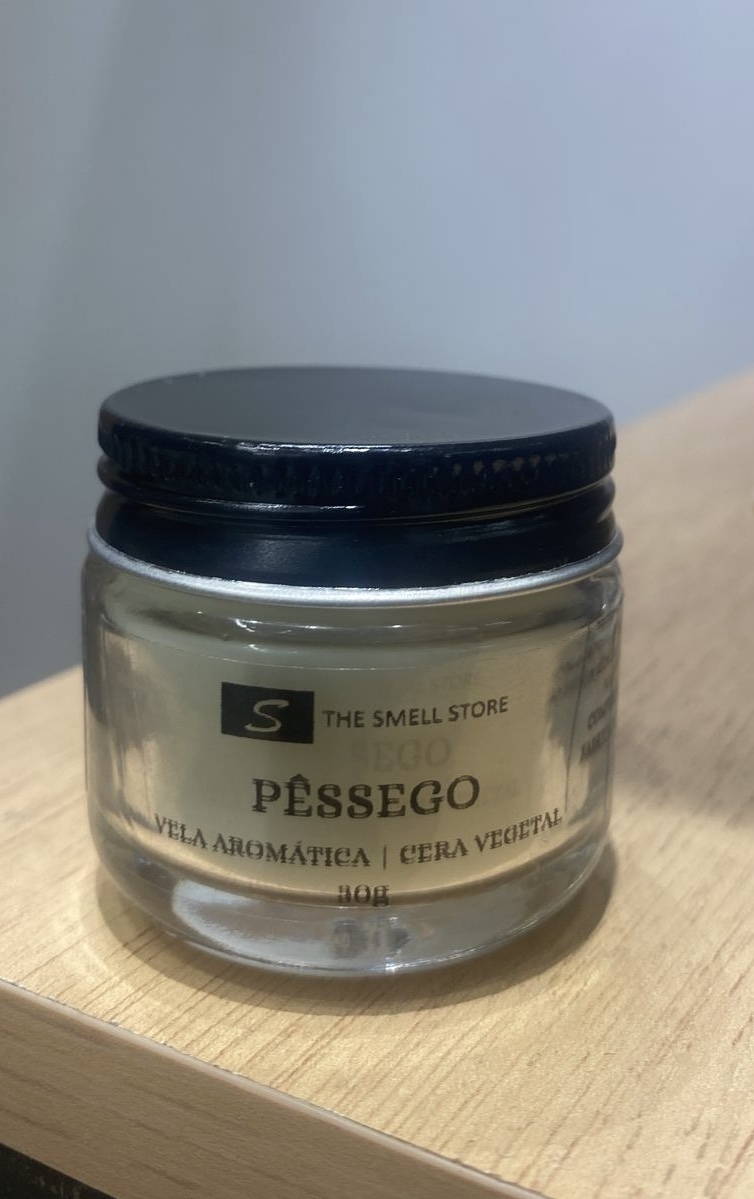 S THE SMELL STORE
PÊSSEGO
VELA AROMÁTICA | CERA VEGETAL
30g